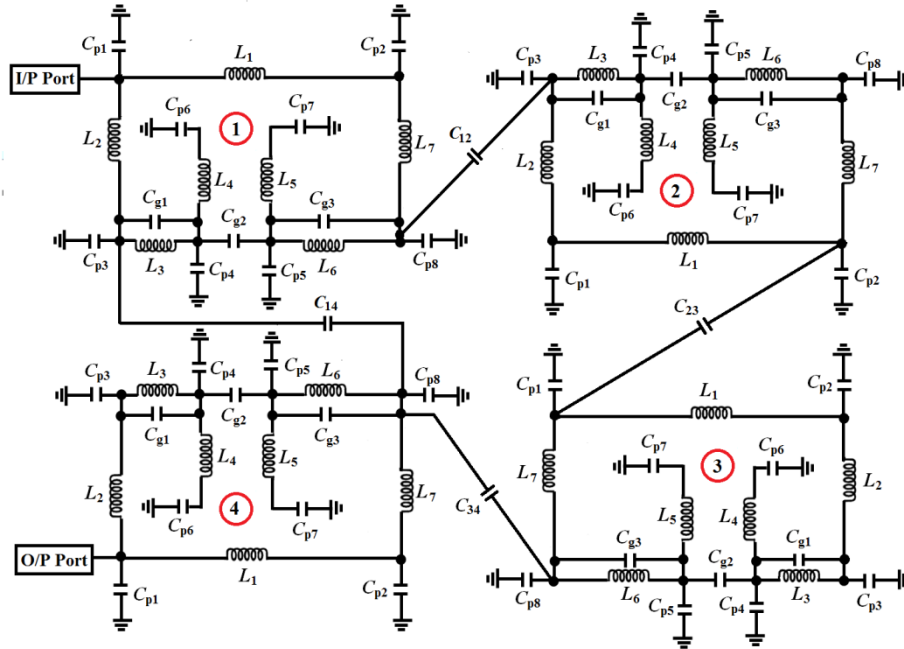 Cp1
L1
Cp2
I/P Port
Cp6
1
Cp7
L2
L4
L5
L7
C12
Cg1
Cg2
Cg3
Cp3
L3
Cp4
Cp5
L6
Cp8
C14
Cp3
L3
Cp4
Cp5
L6
Cp8
Cg1
Cg2
Cg3
L2
L4
L5
L7
Cp6
2
Cp7
L1
Cp1
Cp2
C23
Cp3
L3
Cp4
Cp5
L6
Cp8
Cg1
Cg2
Cg3
L2
L4
L5
L7
Cp6
4
Cp7
C34
O/P Port
L1
Cp1
Cp2
Cp1
L1
Cp2
L7
Cp7
3
Cp6
L2
L5
L4
Cg3
Cg2
Cg1
Cp8
L6
Cp5
Cp4
L3
Cp3